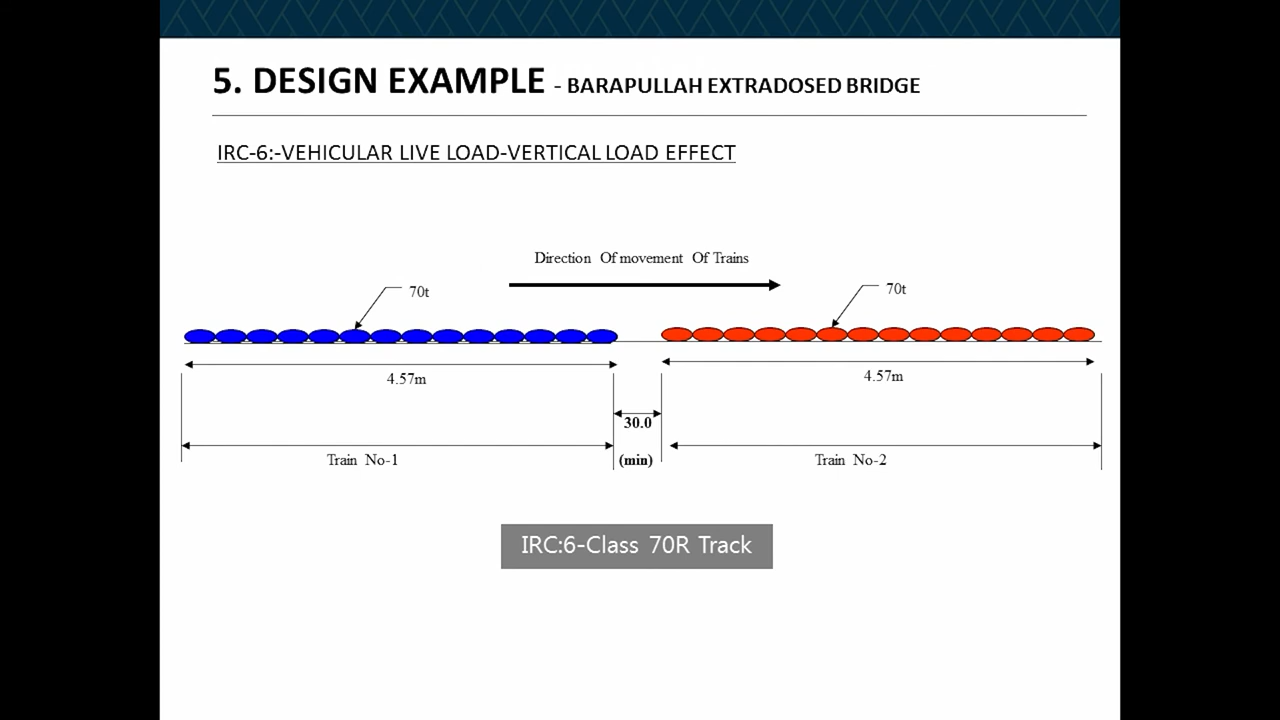 5. DESIGN EXAMPLE - BARAPULLAH EXTRADOSED BRIDGE
IRC-6:-VEHICULAR LIVE LOAD-VERTICAL LOAD EFFECT
Direction Of movement Of Trains
70t
70t
4.57m
4.57m
30.0
Train No-1
(min)
Train No-2
IRC:6-Class 70R Track